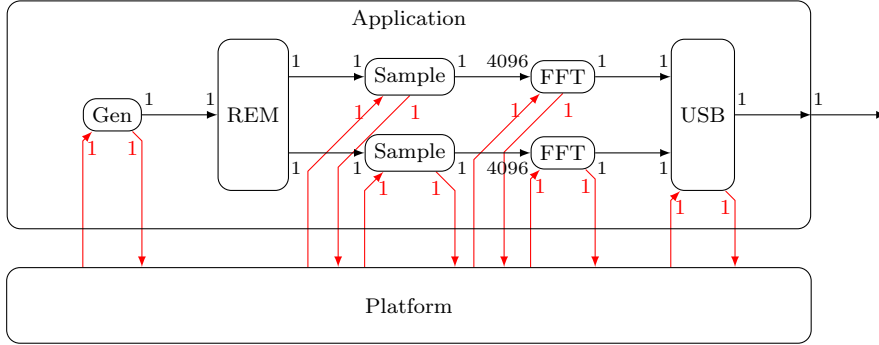 Application
1 1 4096 1 1
Sample FFT
1 1 1 1 1 1 1 1
Gen REM USB
1 1
Sample FFT
1 1 1 1 4096 1 1
1 1 1 1 1 1
1 1
Platform